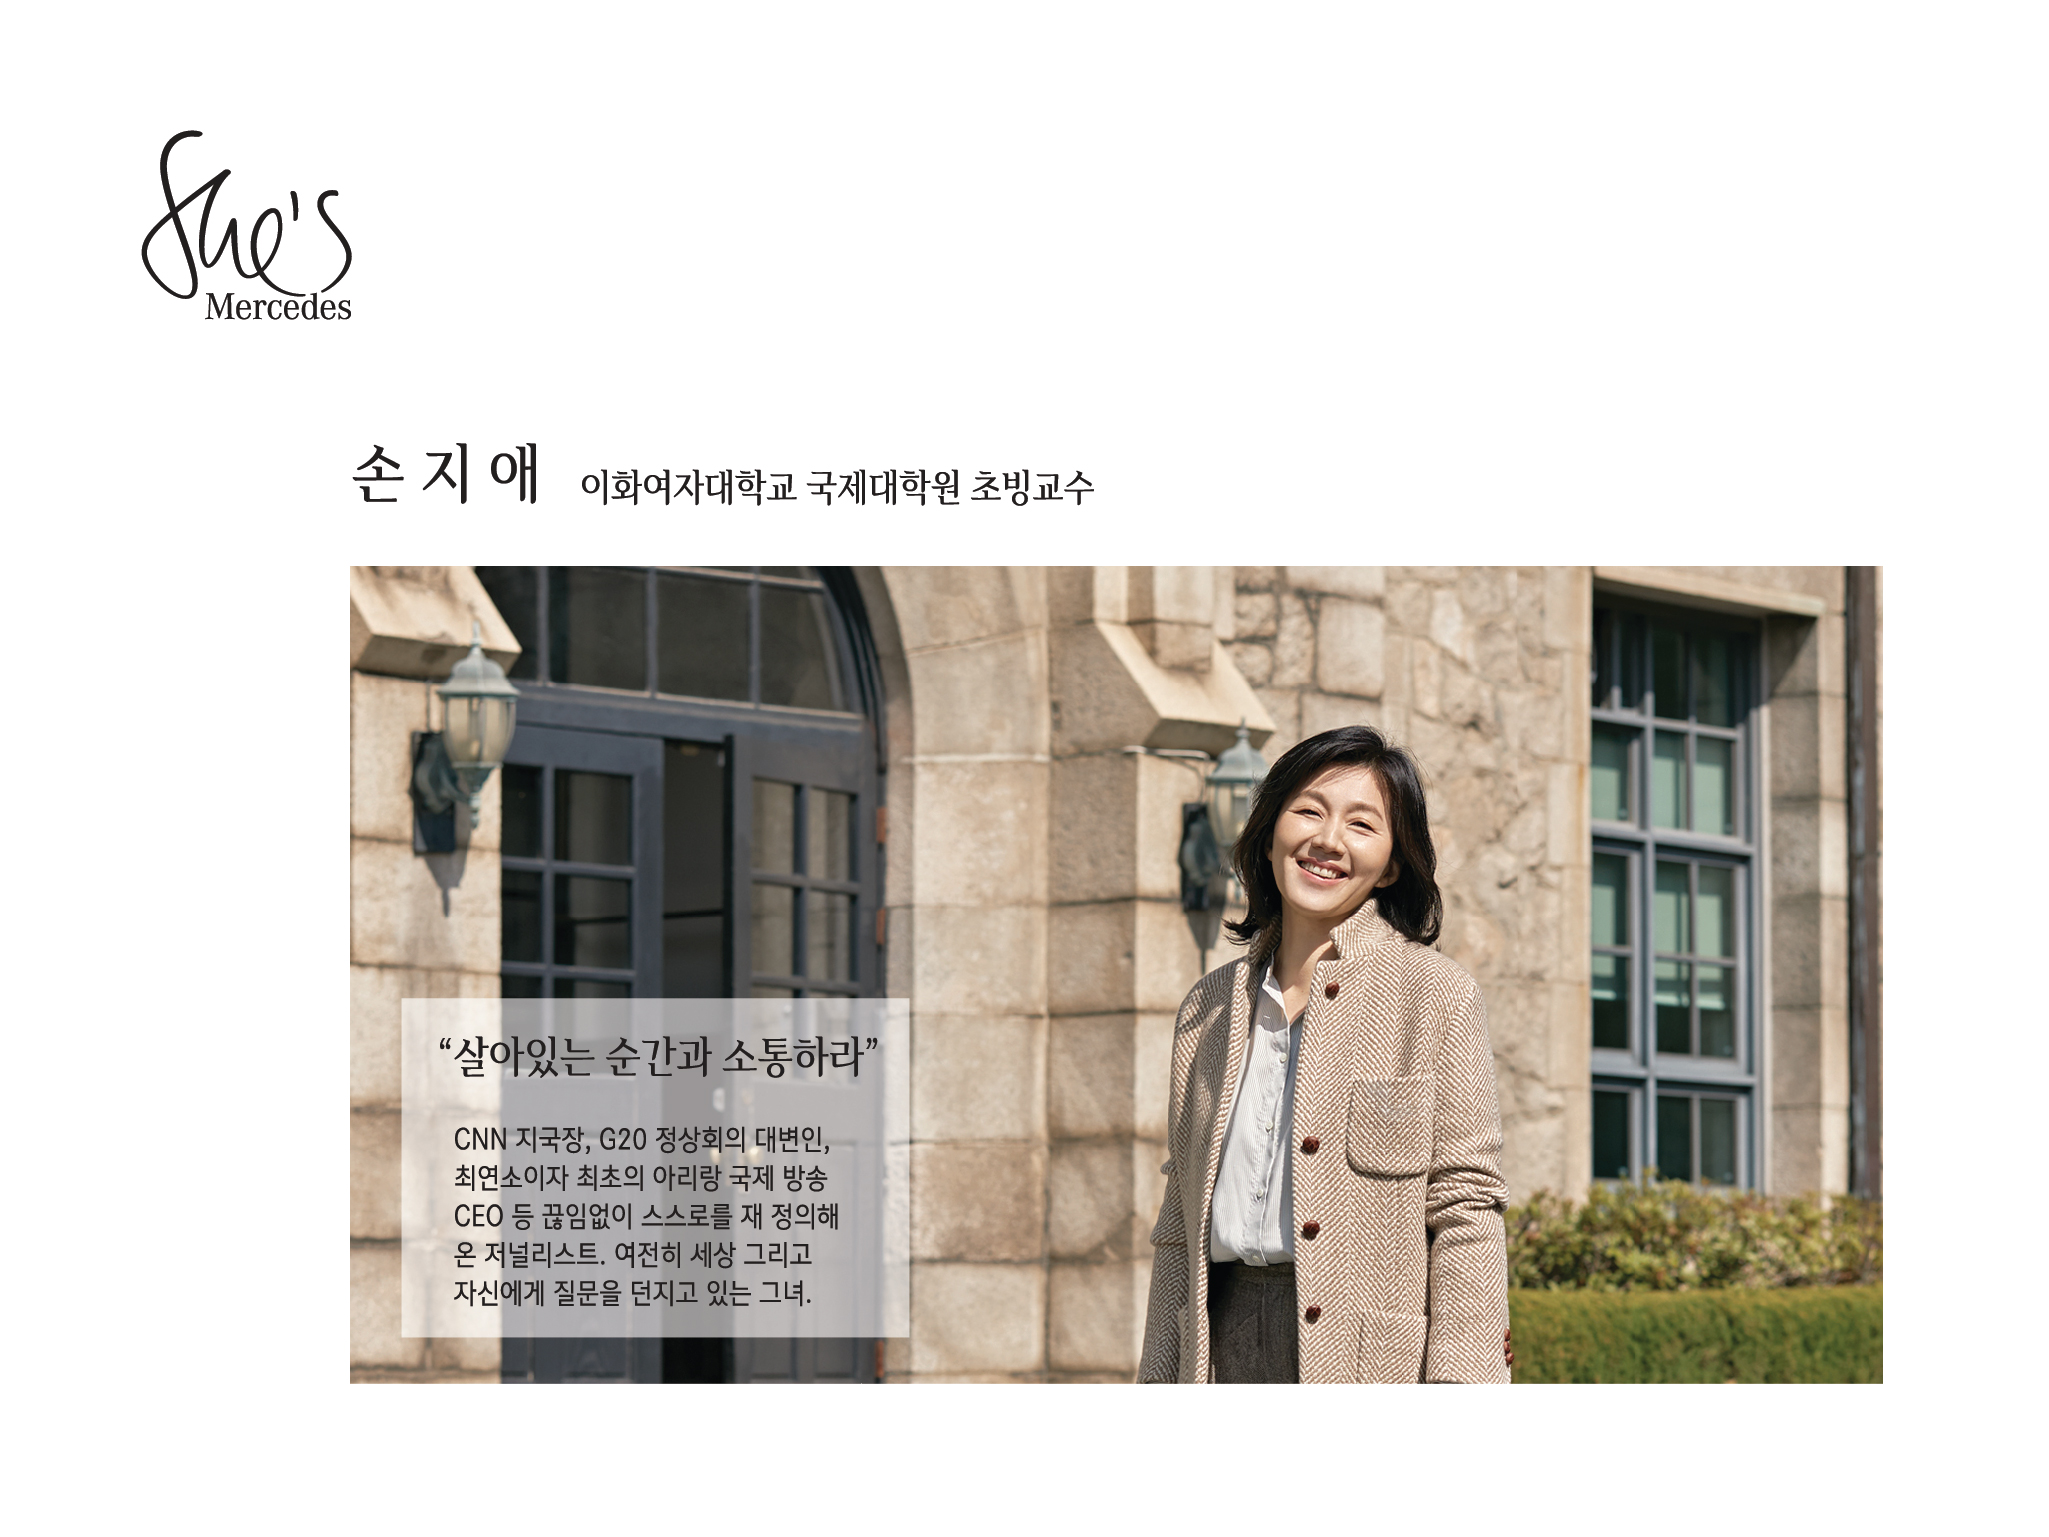 She's
Mercedes
손지애 이화여자대학교 국제대학원 초빙교수
“살아있는 순간과 소통하라”
CNN 지국장, G20 정상회의 대변인,
최연소이자 최초의 아리랑 국제 방송
CEO 등 끊임없이 스스로를 재 정의해
온 저널리스트. 여전히 세상 그리고
자신에게 질문을 던지고 있는 그녀.